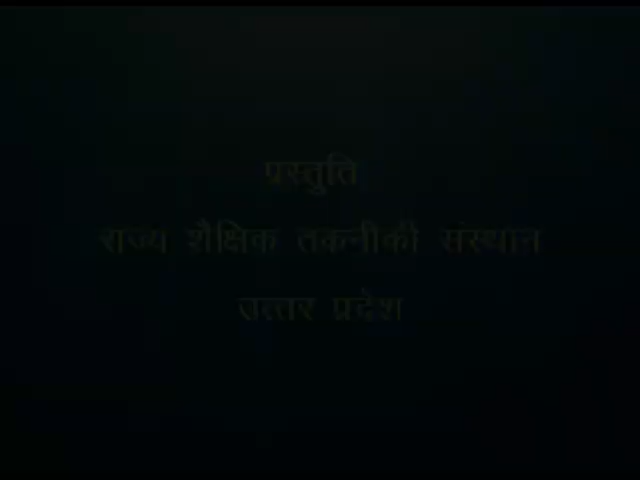 प्रस्तुति
राज्य शैक्षिक तकनीकी संस्थान
उत्तर प्रदेश